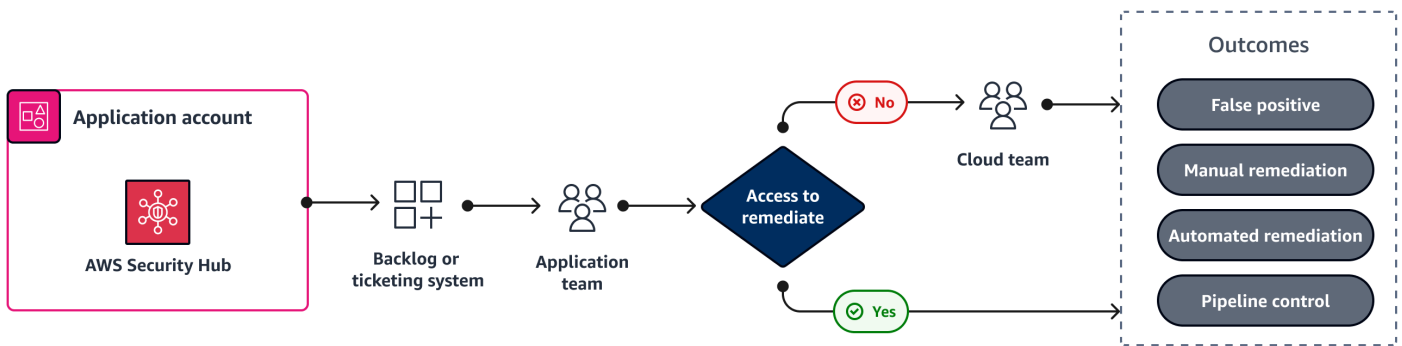 Application account
AWS Security Hub
Backlog or
ticketing system
Application
team
Access to
remediate
No
Cloud team
Yes
Outcomes
False positive
Manual remediation
Automated remediation
Pipeline control